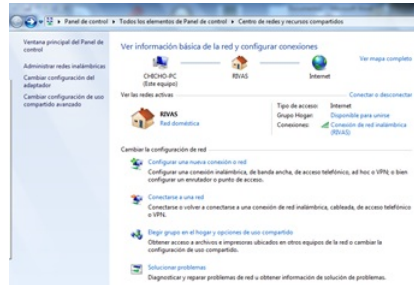 Panel de control ▸ Todos los elementos de Panel de control ▸ Centro de redes y recursos compartidos
Ventana principal del Panel de control
Administrar redes inalámbricas
Cambiar configuración del adaptador
Cambiar configuración de uso compartido avanzado
Ver información básica de la red y configurar conexiones
Ver mapa completo
CHICHO-PC
(Este equipo)
RIVAS
Internet
Ver las redes activas
Conectar o desconectar
RIVAS
Red doméstica
Tipo de acceso: Internet
Grupo Hogar: Disponible para unirse
Conexiones: Conexión de red inalámbrica
(RIVAS)
Cambiar la configuración de red
Configurar una nueva conexión o red
Configurar una conexión inalámbrica, de banda ancha, de acceso telefónico, ad hoc o VPN; o bien
configurar un enrutador o punto de acceso.
Conectarse a una red
Conectarse o volver a conectarse a una conexión de red inalámbrica, cableada, de acceso telefónico
o VPN.
Elegir grupo en el hogar y opciones de uso compartido
Obtener acceso a archivos e impresoras ubicados en otros equipos de la red o cambiar la
configuración de uso compartido.
Solucionar problemas
Diagnosticar y reparar problemas de red u obtener información de solución de problemas.